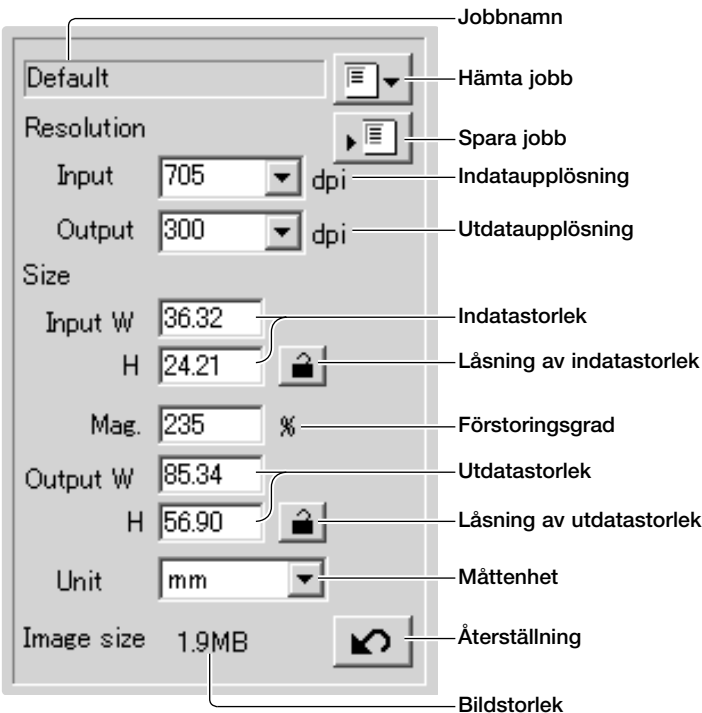 Jobbnamn
Default Hämta jobb
Resolution Spara jobb
Input 705 dpi Indataupplösning
Output 300 dpi Utdataupplösning
Size
Input W 36.32 Indatastorlek
H 24.21 Låsning av indatastorlek
Mag. 235 % Förstoringsgrad
Output W 85.34 Utdatastorlek
H 56.90 Låsning av utdatastorlek
Unit mm Måttenhet
Image size 1.9MB Återställning
Bildstorlek